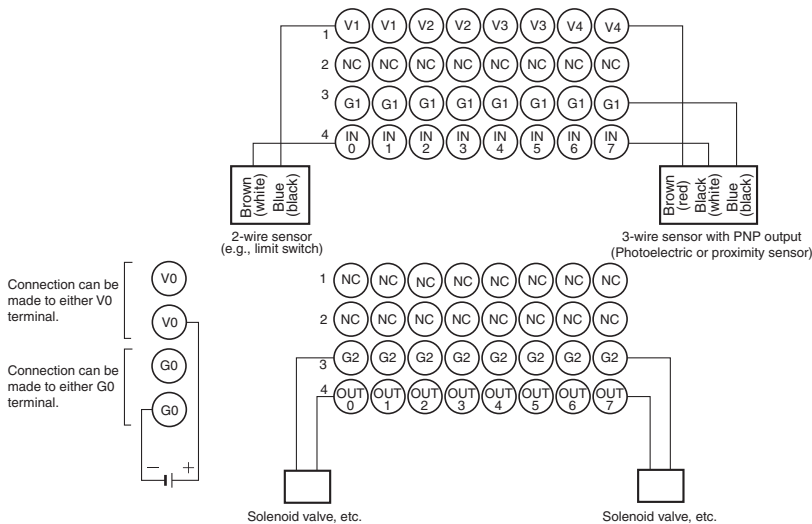 1 V1 V1 V2 V2 V3 V3 V4 V4
2 NC NC NC NC NC NC NC NC
3 G1 G1 G1 G1 G1 G1 G1 G1
4 IN 0 IN 1 IN 2 IN 3 IN 4 IN 5 IN 6 IN 7
Brown
(white)
Blue
(black)
2-wire sensor
(e.g., limit switch)
Brown
(red)
Black
(white)
Blue
(black)
3-wire sensor with PNP output
(Photoelectric or proximity sensor)
Connection can be
made to either V0
terminal.
V0
V0
Connection can be
made to either G0
terminal.
G0
G0
− +
1 NC NC NC NC NC NC NC NC
2 NC NC NC NC NC NC NC NC
3 G2 G2 G2 G2 G2 G2 G2 G2
4 OUT 0 OUT 1 OUT 2 OUT 3 OUT 4 OUT 5 OUT 6 OUT 7
Solenoid valve, etc.
Solenoid valve, etc.